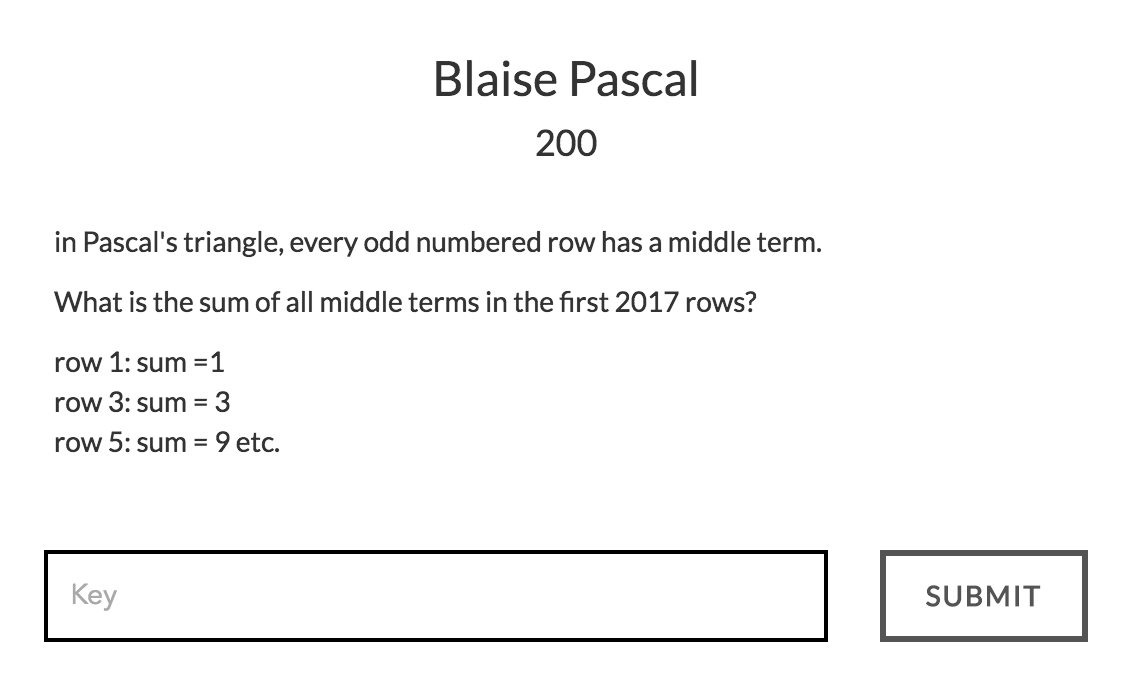 Blaise Pascal
200
in Pascal's triangle, every odd numbered row has a middle term.
What is the sum of all middle terms in the first 2017 rows?
row 1: sum =1
row 3: sum = 3
row 5: sum = 9 etc.
Key
SUBMIT